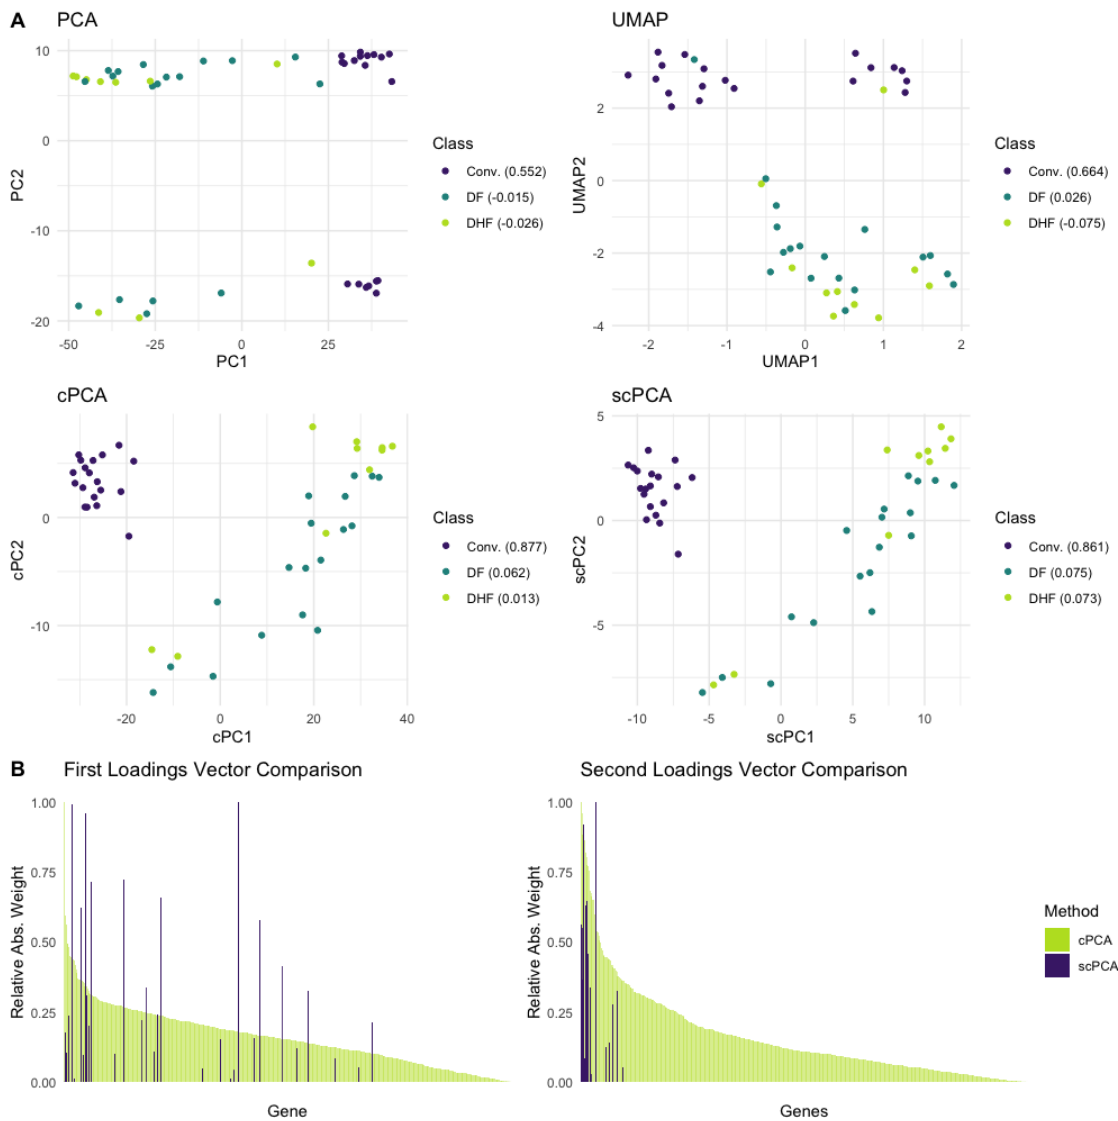 A
PCA
10
0
-10
-20
PC2
-50
-25
0
25
PC1
Class
Conv. (0.552)
DF (-0.015)
DHF (-0.026)
UMAP
2
0
-2
-4
UMAP2
-2
-1
0
1
2
UMAP1
Class
Conv. (0.664)
DF (0.026)
DHF (-0.075)
cPCA
0
-10
cPC2
-20
0
20
40
cPC1
Class
Conv. (0.877)
DF (0.062)
DHF (0.013)
scPCA
5
0
-5
scPC2
-10
-5
0
5
10
scPC1
Class
Conv. (0.861)
DF (0.075)
DHF (0.073)
B
First Loadings Vector Comparison
1.00
0.75
0.50
0.25
0.00
Relative Abs. Weight
Gene
Second Loadings Vector Comparison
1.00
0.75
0.50
0.25
0.00
Relative Abs. Weight
Genes
Method
cPCA
scPCA